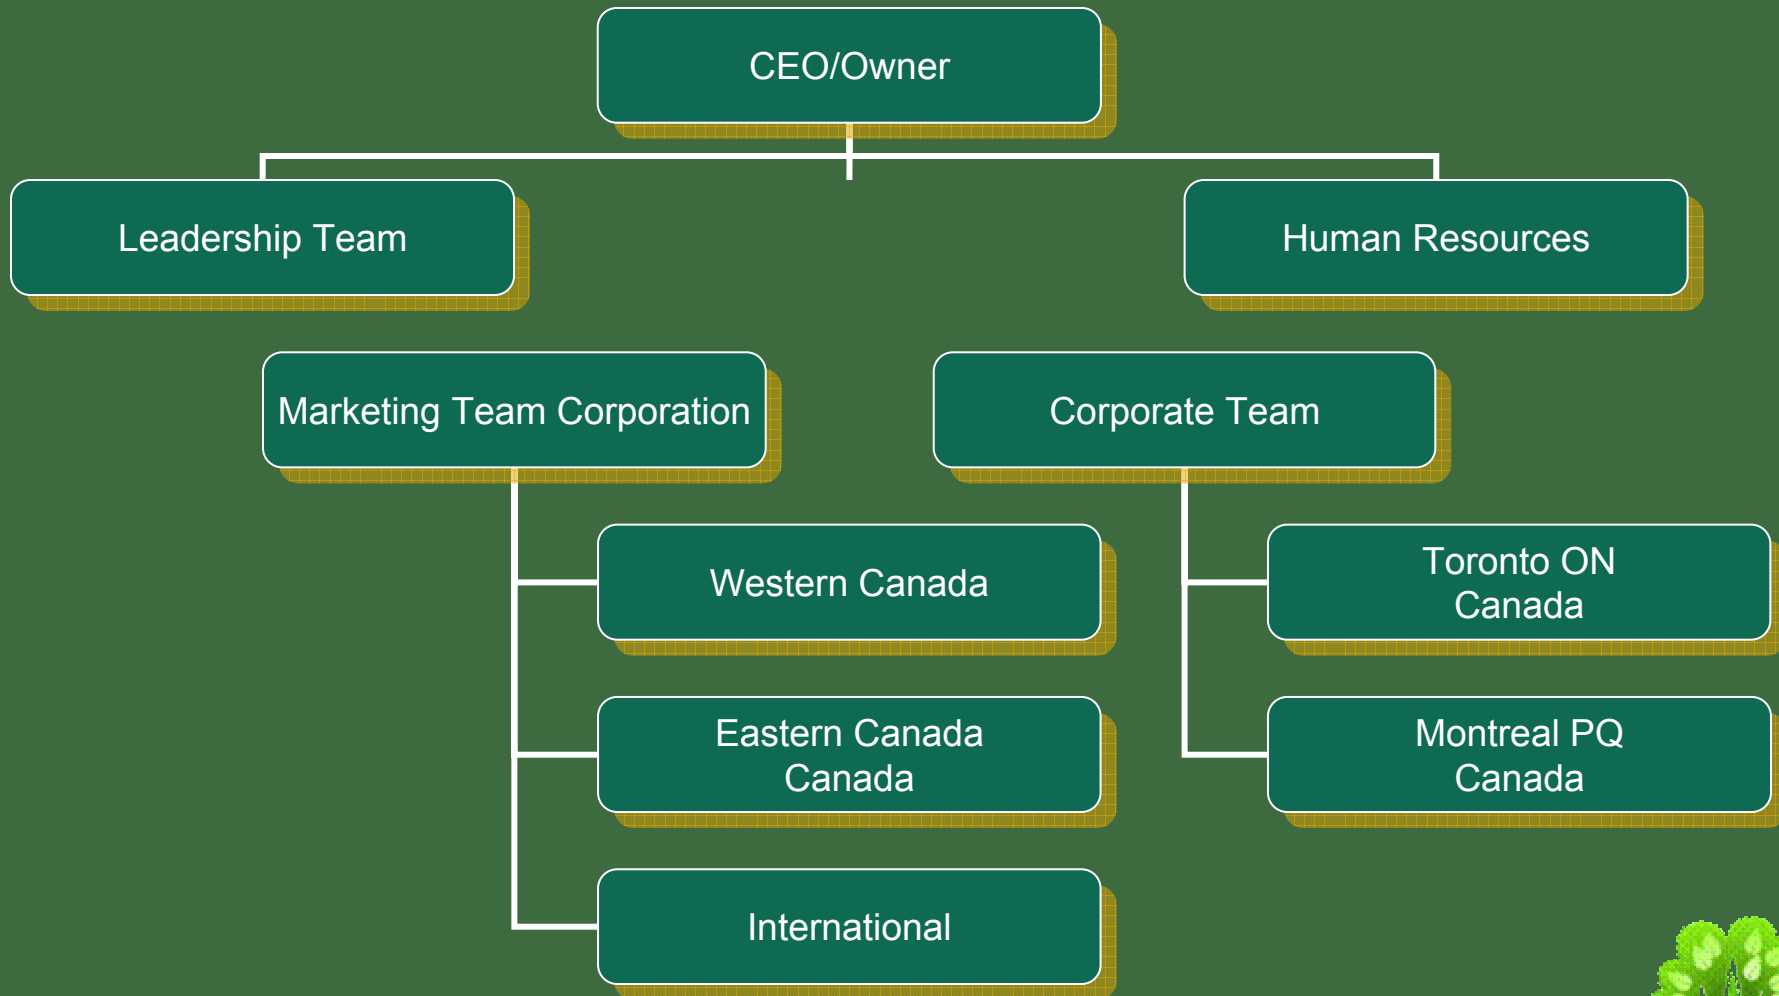 CEO/Owner
Leadership Team
Human Resources
Marketing Team Corporation
Corporate Team
Western Canada
Toronto ON
Canada
Eastern Canada
Canada
Montreal PQ
Canada
International